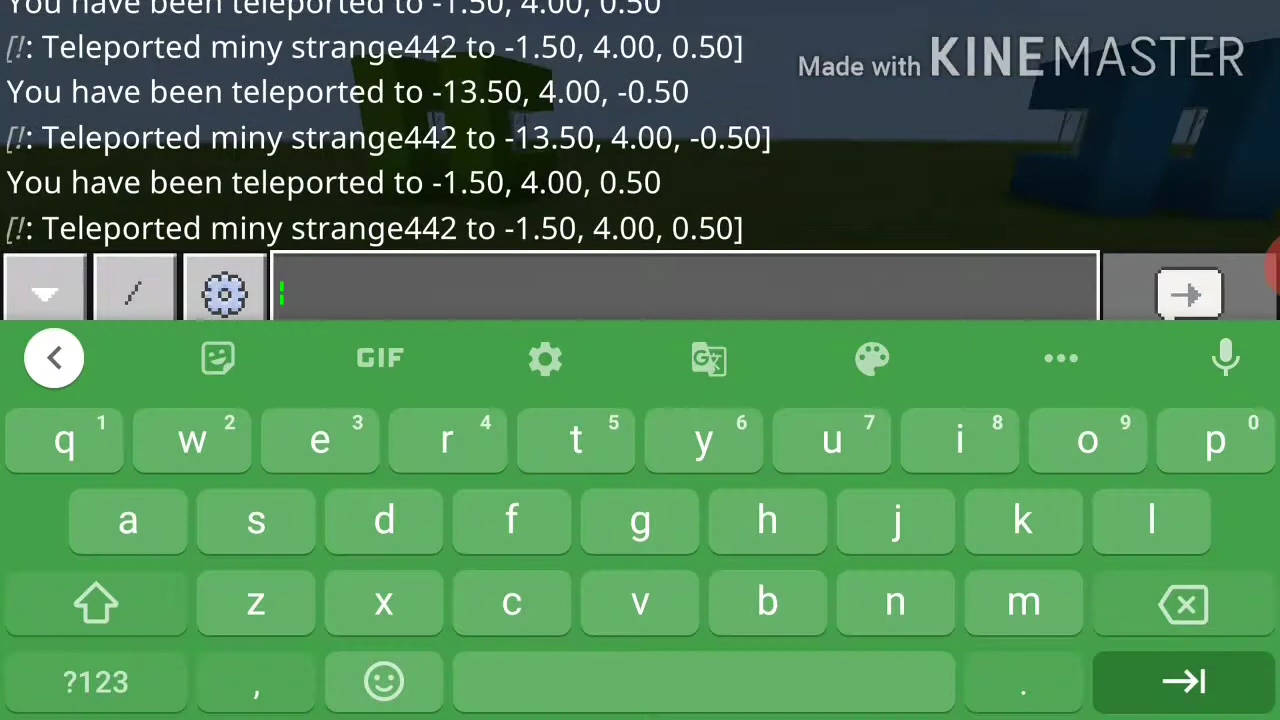 You have been teleported to -1.50, 4.00, 0.50
[!: Teleported miny strange442 to -1.50, 4.00, 0.50]
Made with KINEMASTER
You have been teleported to -13.50, 4.00, -0.50
[!: Teleported miny strange442 to -13.50, 4.00, -0.50]
You have been teleported to -1.50, 4.00, 0.50
[!: Teleported miny strange442 to -1.50, 4.00, 0.50]
/
GIF G
q 1 w 2 e 3 r 4 t 5 y 6 u 7 i 8 o 9 p 0
a s d f g h j k l
z x c v b n m
?123 , .